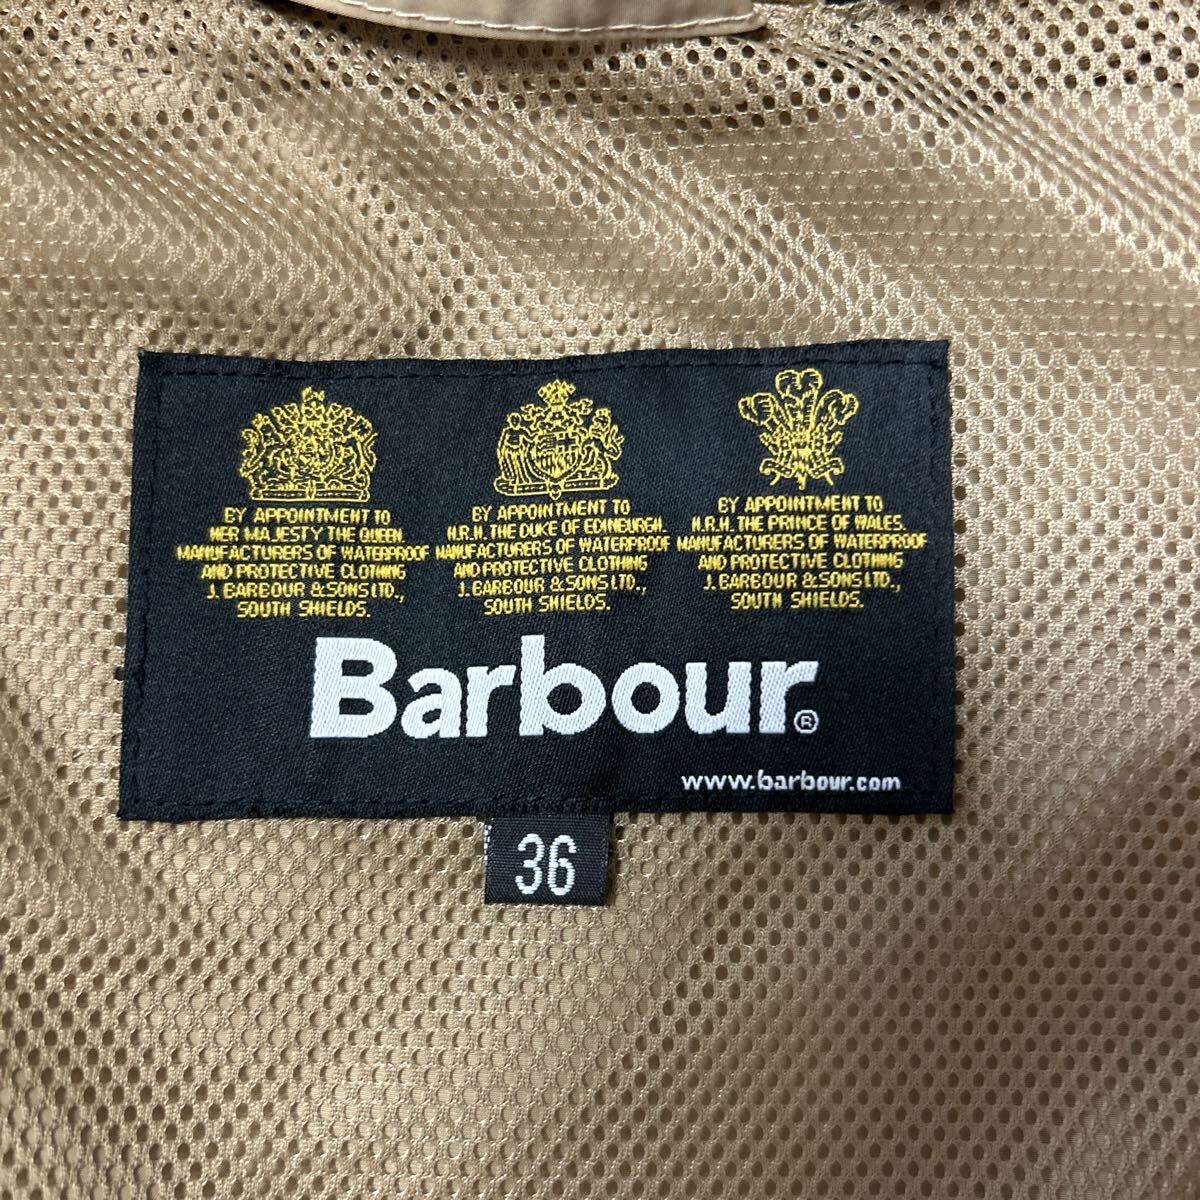 BY APPOINTMENT TO
HER MAJESTY THE QUEEN
MANUFACTURERS OF WATERPROOF
AND PROTECTIVE CLOTHING
J. BARBOUR & SONS LTD.,
SOUTH SHIELDS.
BY APPOINTMENT TO
H.R.H. THE DUKE OF EDINBURGH.
MANUFACTURERS OF WATERPROOF
AND PROTECTIVE CLOTHING
J. BARBOUR & SONS LTD.,
SOUTH SHIELDS.
BY APPOINTMENT TO
H.R.H. THE PRINCE OF WALES.
MANUFACTURERS OF WATERPROOF
AND PROTECTIVE CLOTHING
J. BARBOUR & SONS LTD.,
SOUTH SHIELDS.
Barbour®
www.barbour.com
36